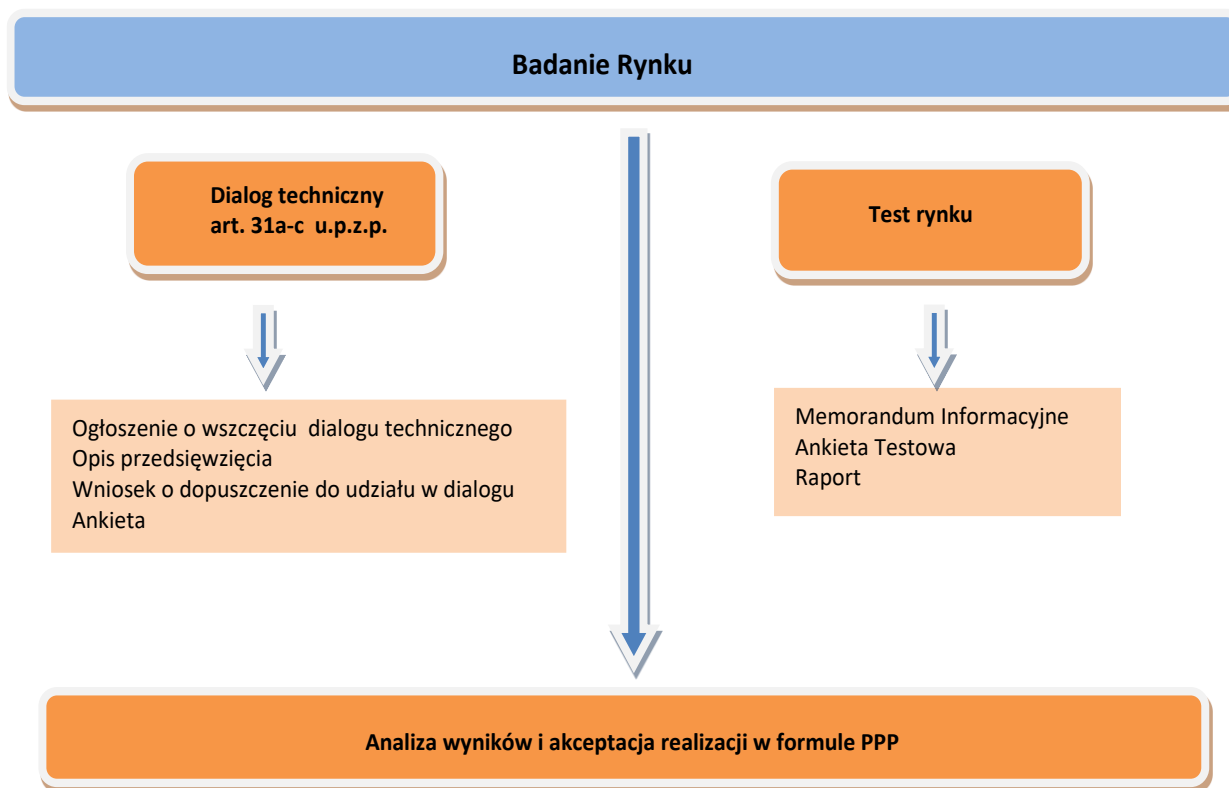 Badanie Rynku
Dialog techniczny
art. 31a-c u.p.z.p.
Test rynku
Ogłoszenie o wszczęciu dialogu technicznego
Opis przedsięwzięcia
Wniosek o dopuszczenie do udziału w dialogu
Ankieta
Memorandum Informacyjne
Ankieta Testowa
Raport
Analiza wyników i akceptacja realizacji w formule PPP